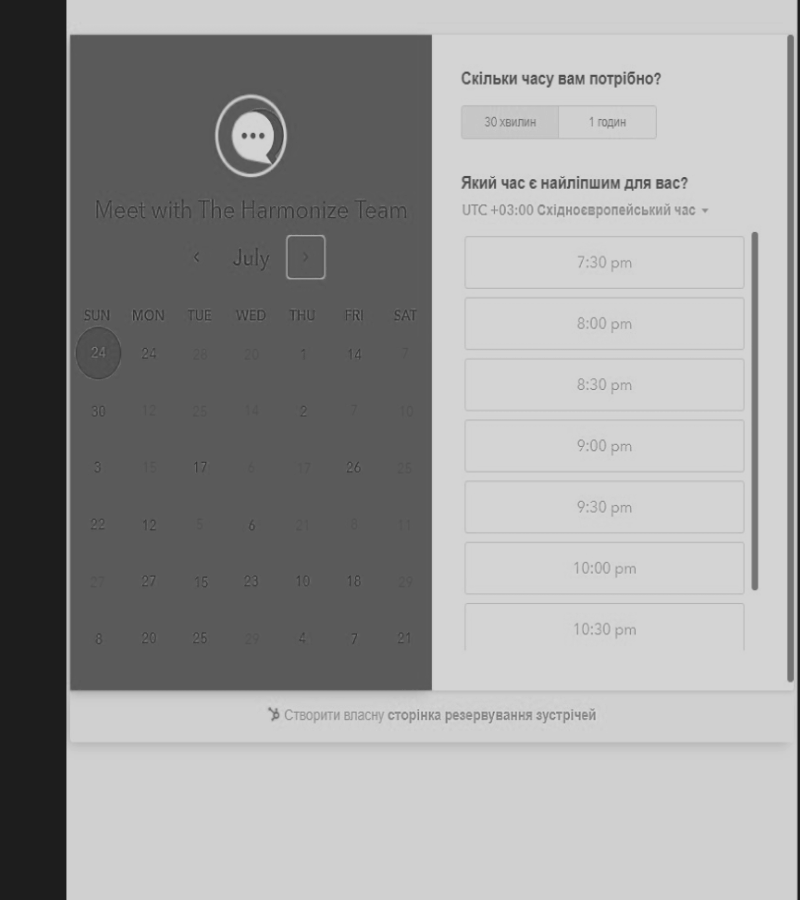 Meet with The Harmonize Team
July
SUN MON TUE WED THU FRI SAT
24 24 28 20 1 14 7
30 12 25 14 2 7 10
3 15 17 6 17 26 25
22 12 5 6 21 8 11
27 27 15 23 10 18 29
8 20 25 29 4 7 21
Скільки часу вам потрібно?
30 хвилин 1 годин
Який час є найліпшим для вас?
UTC +03:00 Східноєвропейський час
7:30 pm
8:00 pm
8:30 pm
9:00 pm
9:30 pm
10:00 pm
10:30 pm
Створити власну сторінка резервування зустрічей